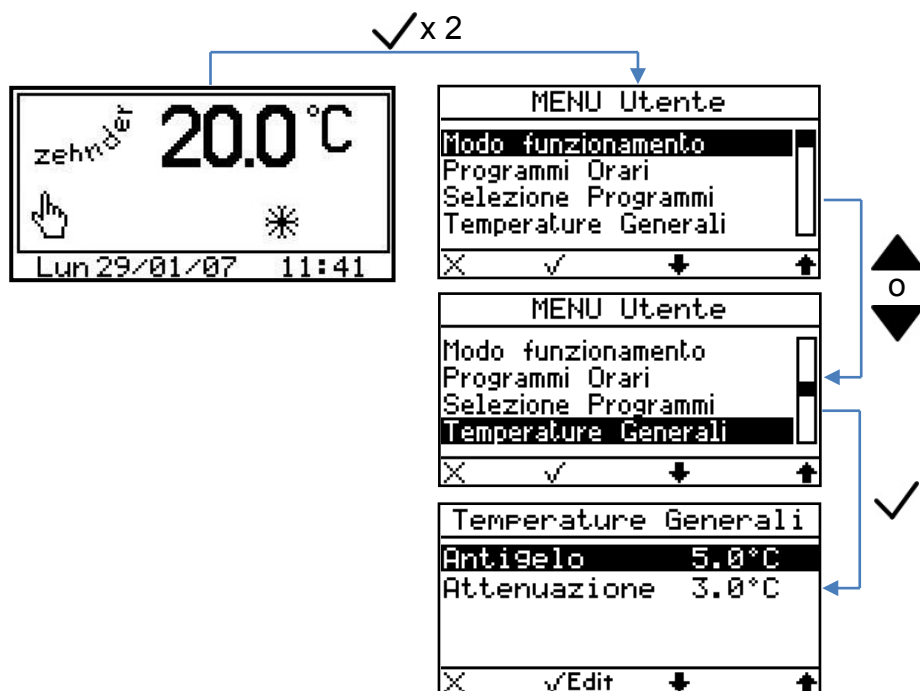 x 2
zehnder
20.0°C
Lun 29/01/07 11:41
MENU Utente
Modo funzionamento
Programmi Orari
Selezione Programmi
Temperature Generali
o
MENU Utente
Modo funzionamento
Programmi Orari
Selezione Programmi
Temperature Generali
Temperature Generali
Antigelo 5.0°C
Attenuazione 3.0°C
✓Edit